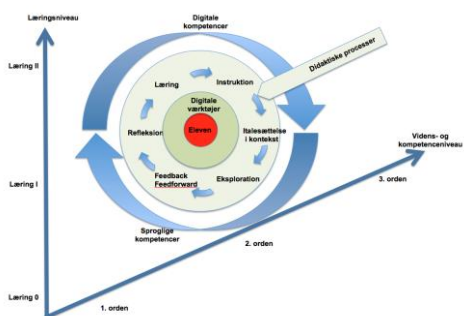 Læringsniveau
Digitale
kompetencer
Læring II
Didaktiske processer
Læring
Instruktion
Digitale
værktøjer
Refleksion
Eleven
Italesættelse
i kontekst
Videns- og
kompetenceniveau
Feedback
Feedforward
Eksploration
Læring I
3. orden
Sproglige
kompetencer
2. orden
Læring 0
1. orden